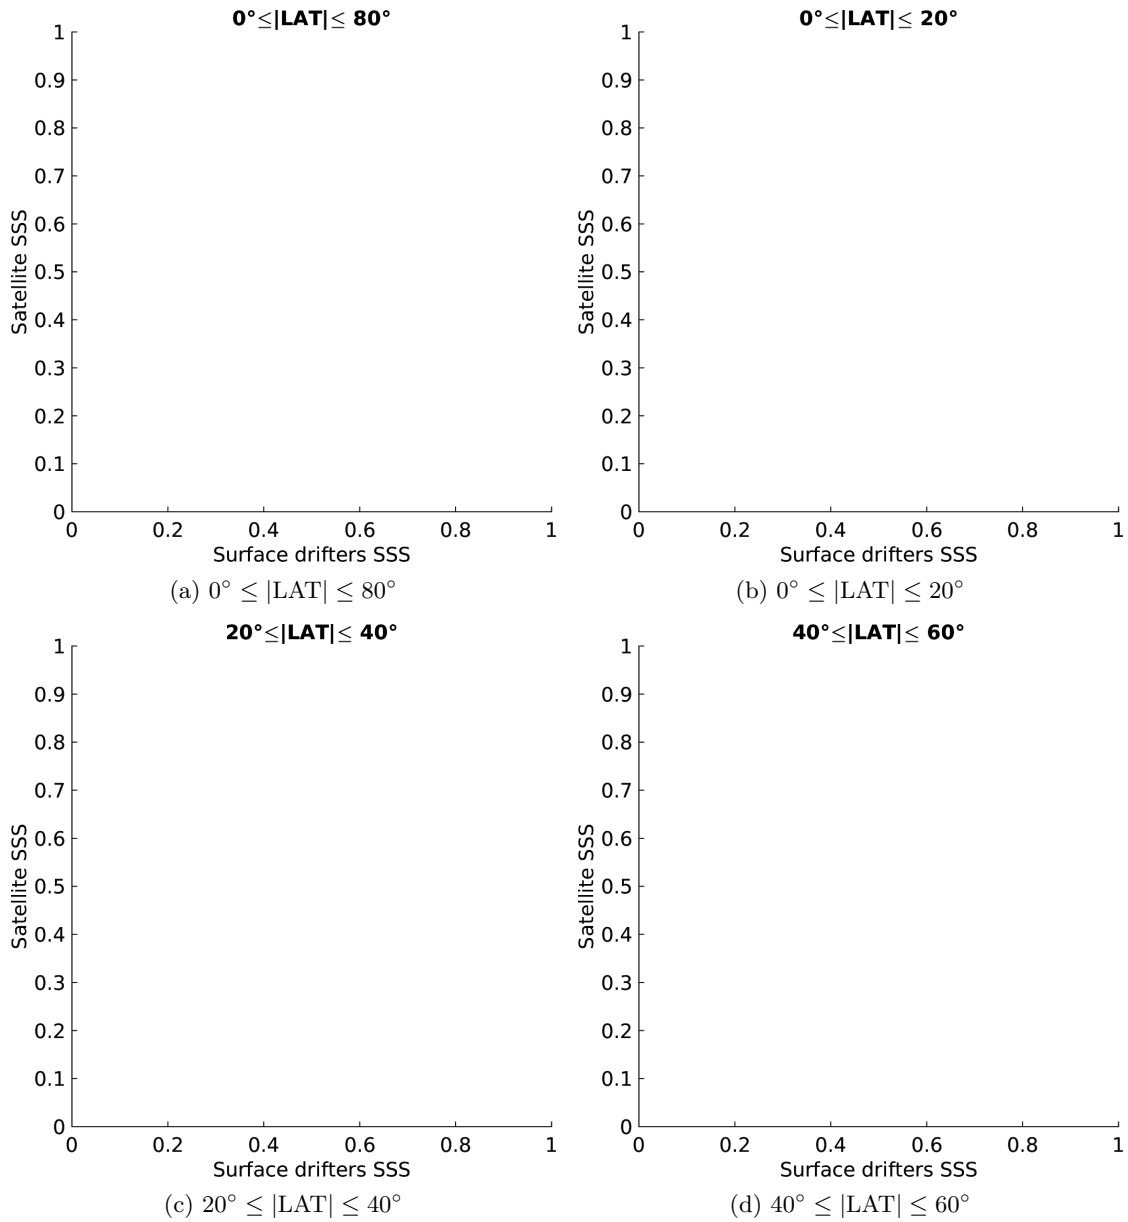 0°≤|LAT|≤ 80°
1
0.9
0.8
0.7
0.6
0.5
0.4
0.3
0.2
0.1
0
Satellite SSS
0 0.2 0.4 0.6 0.8 1
Surface drifters SSS
(a) 0° ≤ |LAT| ≤ 80°
0°≤|LAT|≤ 20°
1
0.9
0.8
0.7
0.6
0.5
0.4
0.3
0.2
0.1
0
Satellite SSS
0 0.2 0.4 0.6 0.8 1
Surface drifters SSS
(b) 0° ≤ |LAT| ≤ 20°
20°≤|LAT|≤ 40°
1
0.9
0.8
0.7
0.6
0.5
0.4
0.3
0.2
0.1
0
Satellite SSS
0 0.2 0.4 0.6 0.8 1
Surface drifters SSS
(c) 20° ≤ |LAT| ≤ 40°
40°≤|LAT|≤ 60°
1
0.9
0.8
0.7
0.6
0.5
0.4
0.3
0.2
0.1
0
Satellite SSS
0 0.2 0.4 0.6 0.8 1
Surface drifters SSS
(d) 40° ≤ |LAT| ≤ 60°